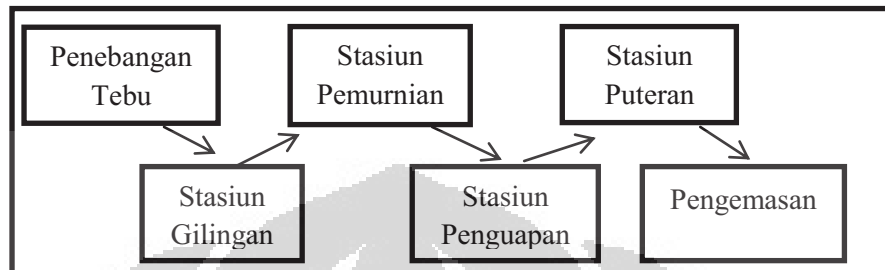 Penebangan
Tebu
Stasiun
Gilingan
Stasiun
Pemurnian
Stasiun
Penguapan
Stasiun
Puteran
Pengemasan